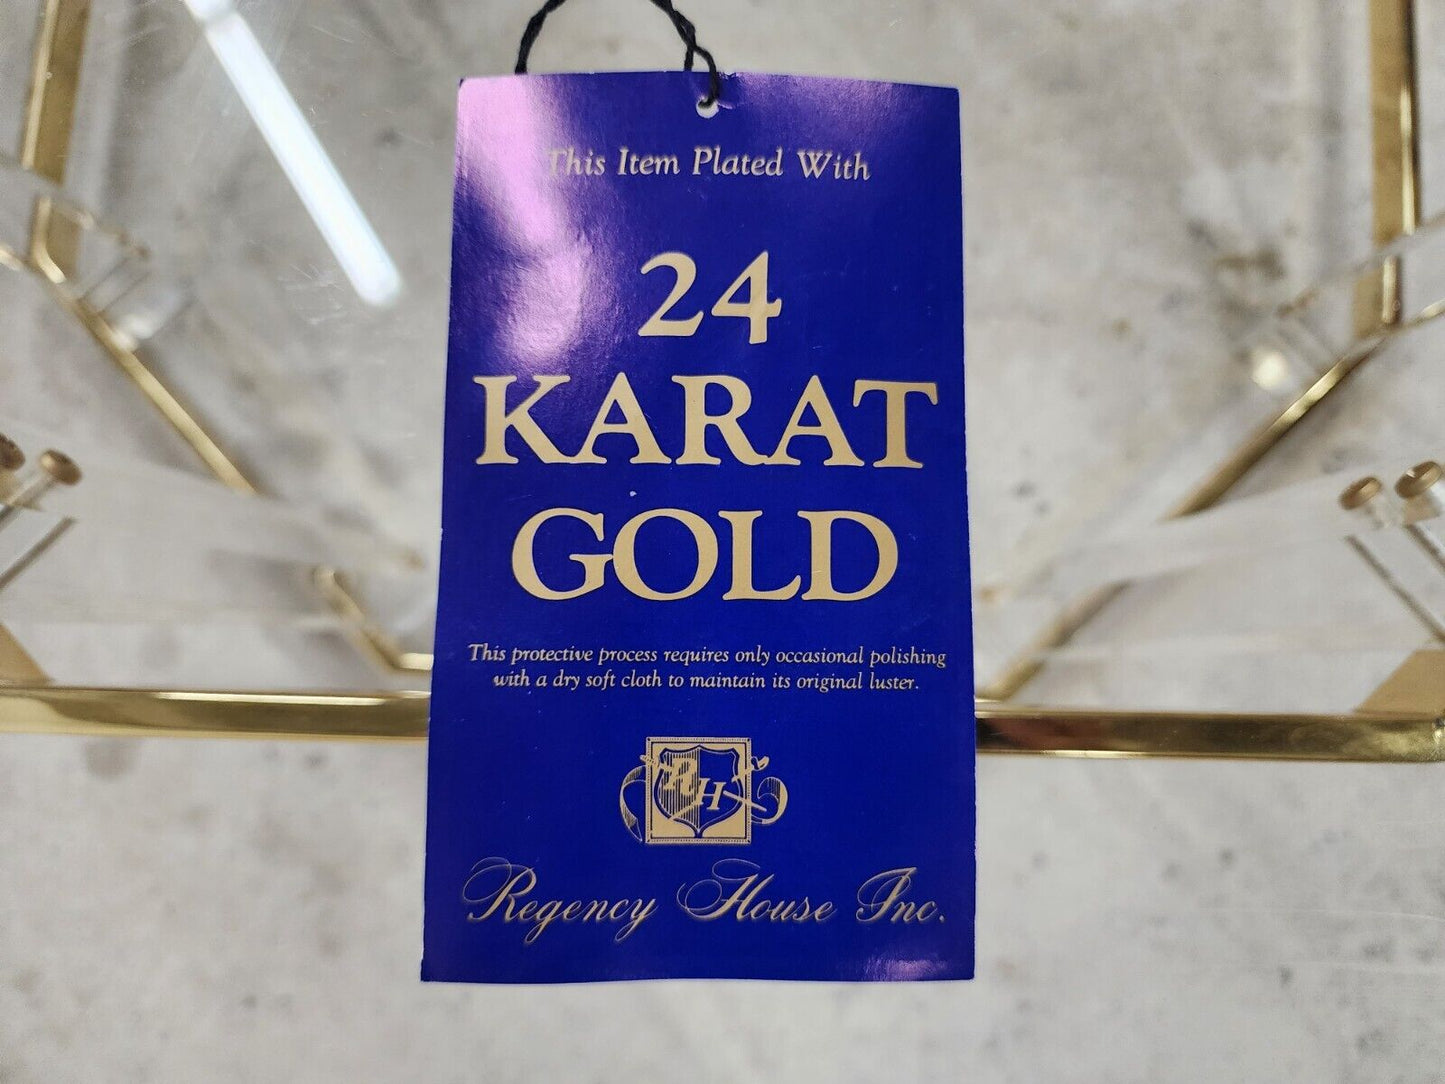 This Item Plated With
24
KARAT
GOLD
This protective process requires only occasional polishing
with a dry soft cloth to maintain its original luster.
RH
Regency House Inc.